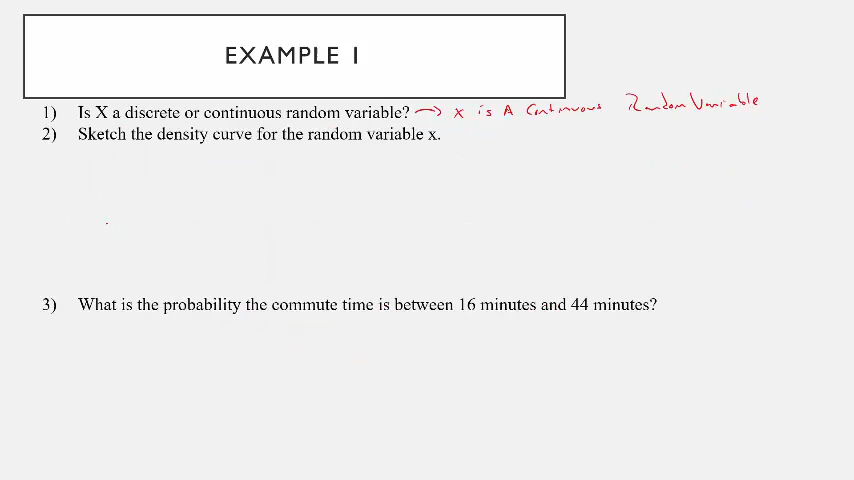 EXAMPLE 1
1) Is X a discrete or continuous random variable? → x is A Continuous Random Variable
2) Sketch the density curve for the random variable x.
3) What is the probability the commute time is between 16 minutes and 44 minutes?